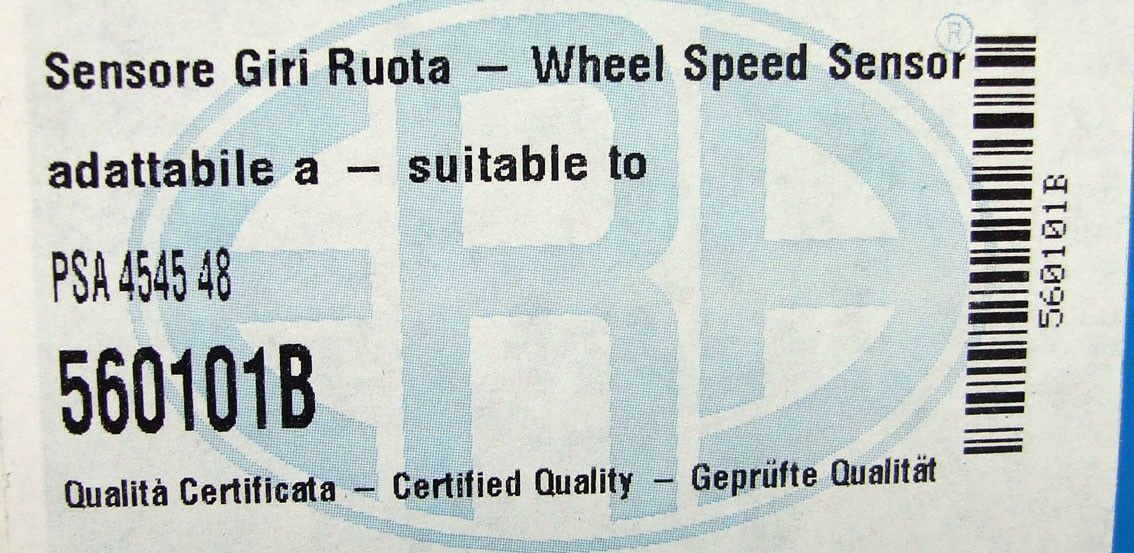 ERA
®
Sensore Giri Ruota – Wheel Speed Sensor
adattabile a – suitable to
PSA 4545 48
560101B
Qualità Certificata – Certified Quality – Geprüfte Qualität
560101B